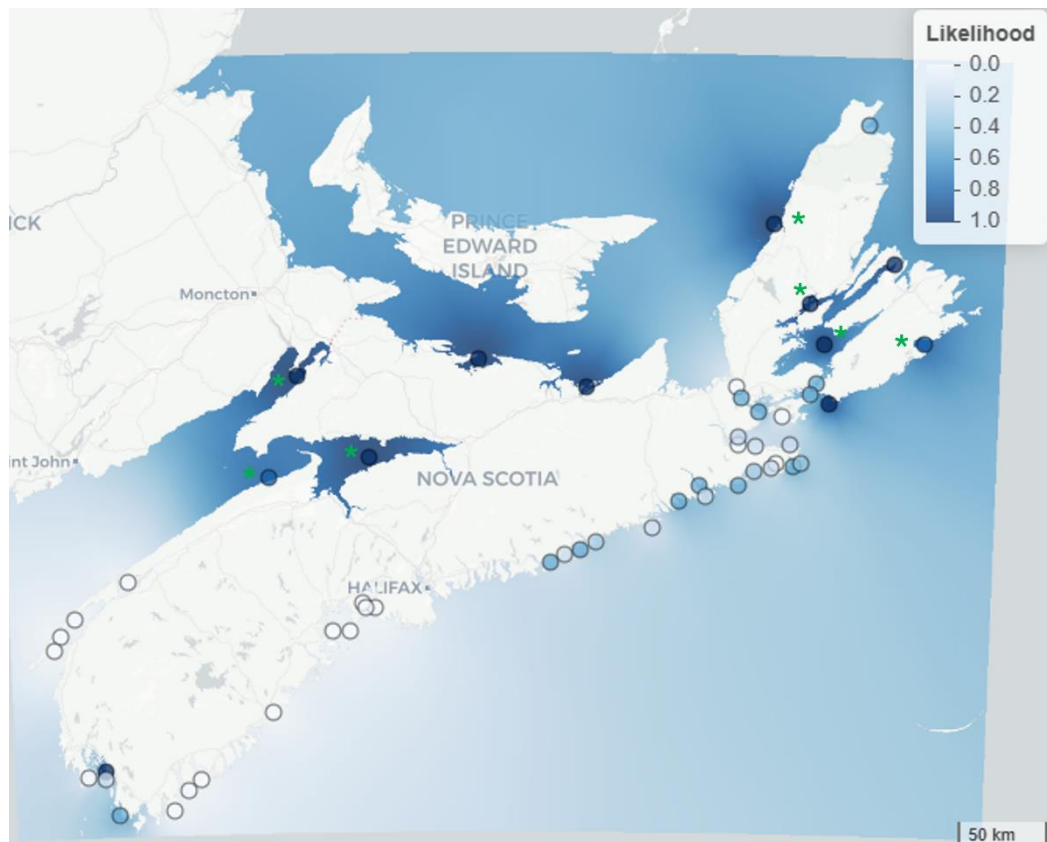 Likelihood
0.0
0.2
0.4
0.6
0.8
1.0
ICK
PRINCE
EDWARD
ISLAND
Moncton
nt John
NOVA SCOTIA
HALIFAX
50 km